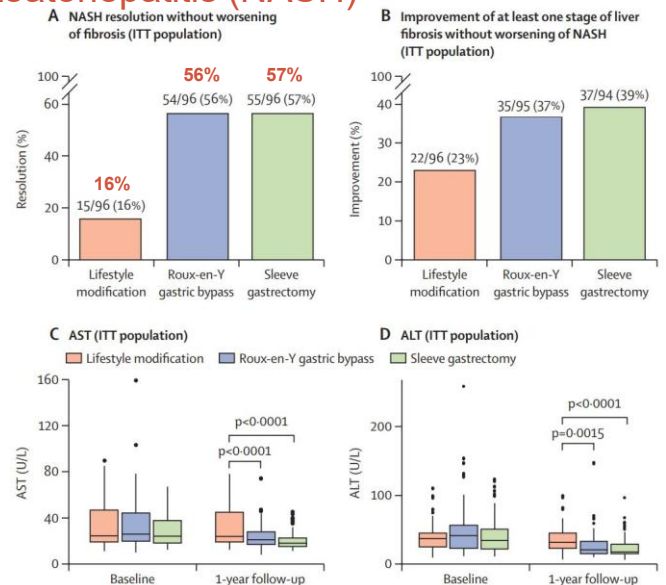 A NASH resolution without worsening
of fibrosis (ITT population)
100
60
40
20
0
Resolution (%)
16%
15/96 (16%)
56%
54/96 (56%)
57%
55/96 (57%)
Lifestyle
modification
Roux-en-Y
gastric bypass
Sleeve
gastrectomy
B Improvement of at least one stage of liver
fibrosis without worsening of NASH
(ITT population)
100
40
30
20
10
0
Improvement (%)
22/96 (23%)
35/95 (37%)
37/94 (39%)
Lifestyle
modification
Roux-en-Y
gastric bypass
Sleeve
gastrectomy
C AST (ITT population)
Lifestyle modification Roux-en-Y gastric bypass Sleeve gastrectomy
160
120
80
40
0
AST (U/L)
p<0·0001
p<0·0001
Baseline
1-year follow-up
D ALT (ITT population)
200
100
0
ALT (U/L)
p<0·0001
p=0·0015
Baseline
1-year follow-up